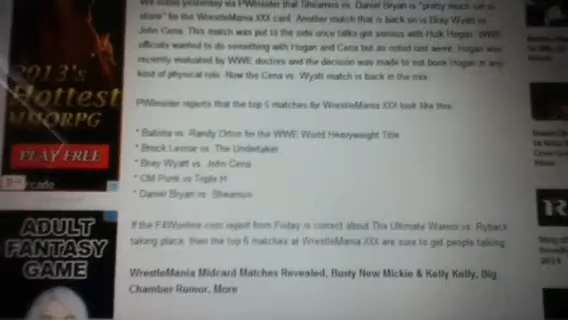 We noted yesterday via PWInsider that Sheamus vs. Daniel Bryan is "pretty much set in
stone" for the WrestleMania XXX card. Another match that is back on is Bray Wyatt vs.
John Cena. This match was put to the side once talks got serious with Hulk Hogan. WWE
officials wanted to do something with Hogan and Cena but as noted last week, Hogan was
recently evaluated by WWE doctors and the decision was made to not book Hogan in any
kind of physical role. Now the Cena vs. Wyatt match is back in the mix.
PWInsider reports that the top 5 matches for WrestleMania XXX look like this:
* Batista vs. Randy Orton for the WWE World Heavyweight Title
* Brock Lesnar vs. The Undertaker
* Bray Wyatt vs. John Cena
* CM Punk vs Triple H
* Daniel Bryan vs. Sheamus
If the F4Wonline.com report from Friday is correct about The Ultimate Warrior vs. Ryback
taking place, then the top 6 matches at WrestleMania XXX are sure to get people talking.
WrestleMania Midcard Matches Revealed, Busty New Mickie & Kelly Kelly, Big
Chamber Rumor, More
2013's
Hottest
MMORPG
PLAY FREE
ADULT
FANTASY
GAME